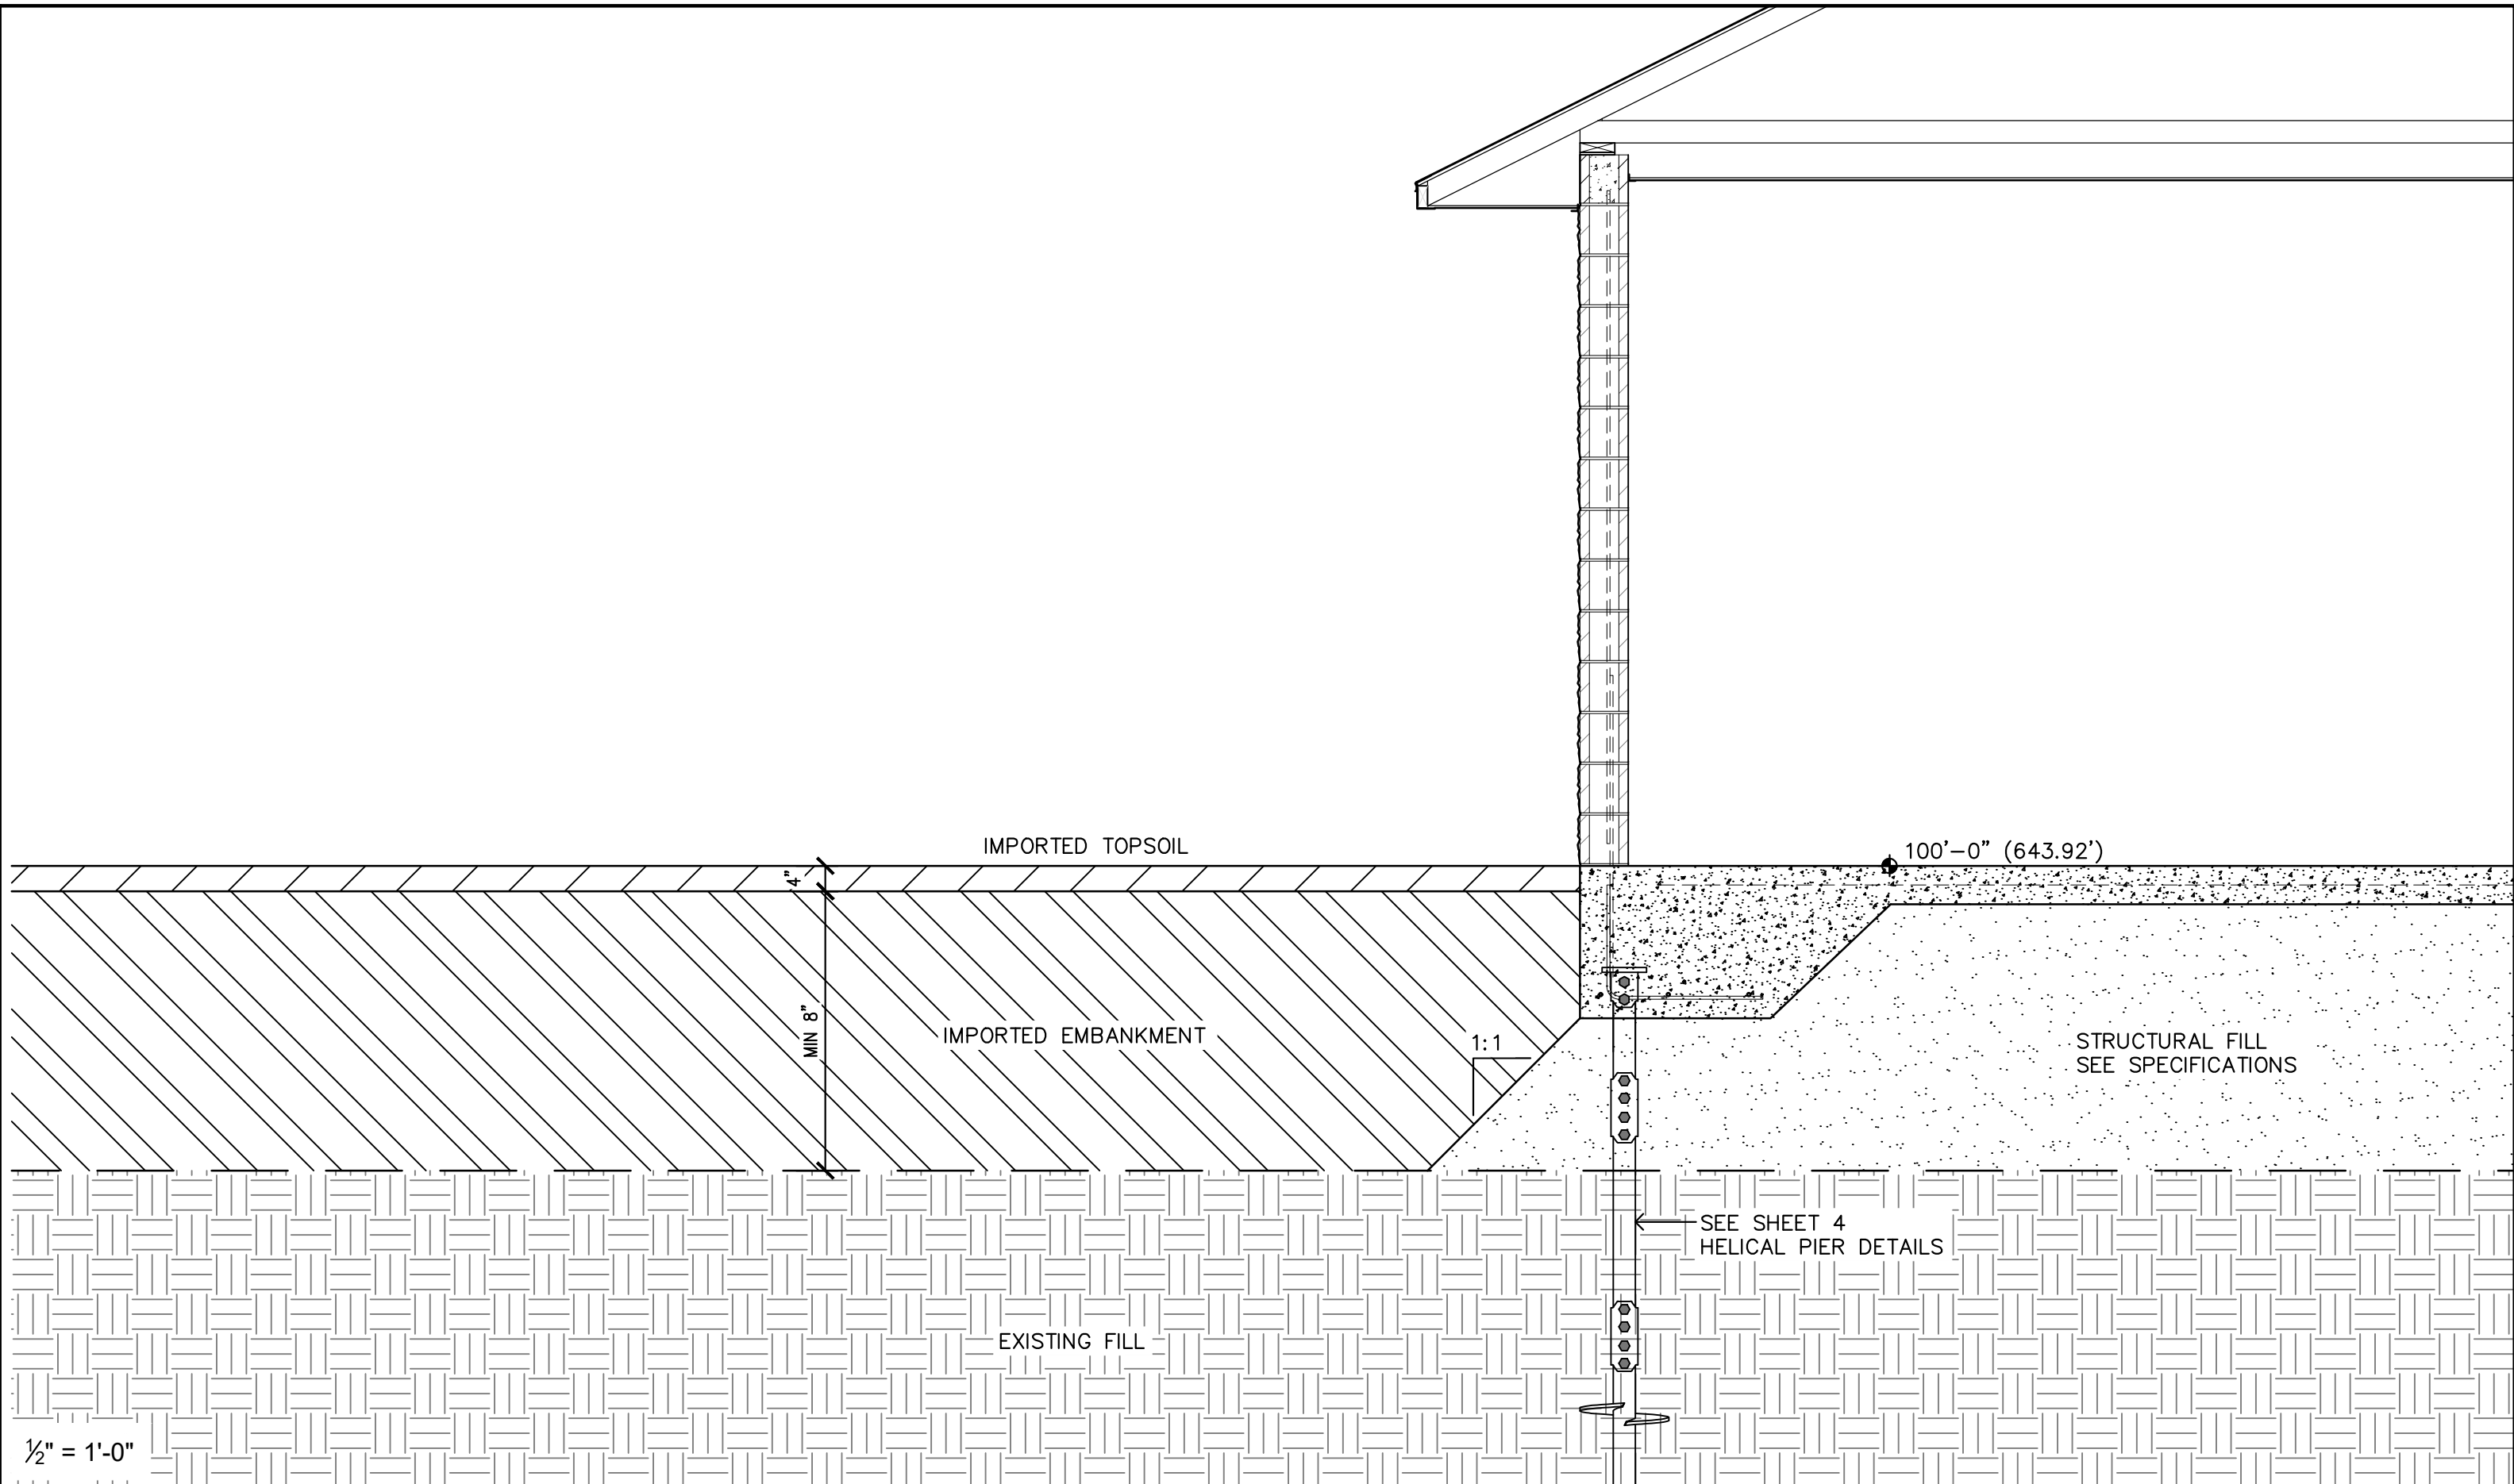 IMPORTED TOPSOIL
100'-0" (643.92')
4"
MIN 8"
IMPORTED EMBANKMENT
1:1
STRUCTURAL FILL
SEE SPECIFICATIONS
SEE SHEET 4
HELICAL PIER DETAILS
EXISTING FILL
½" = 1'-0"